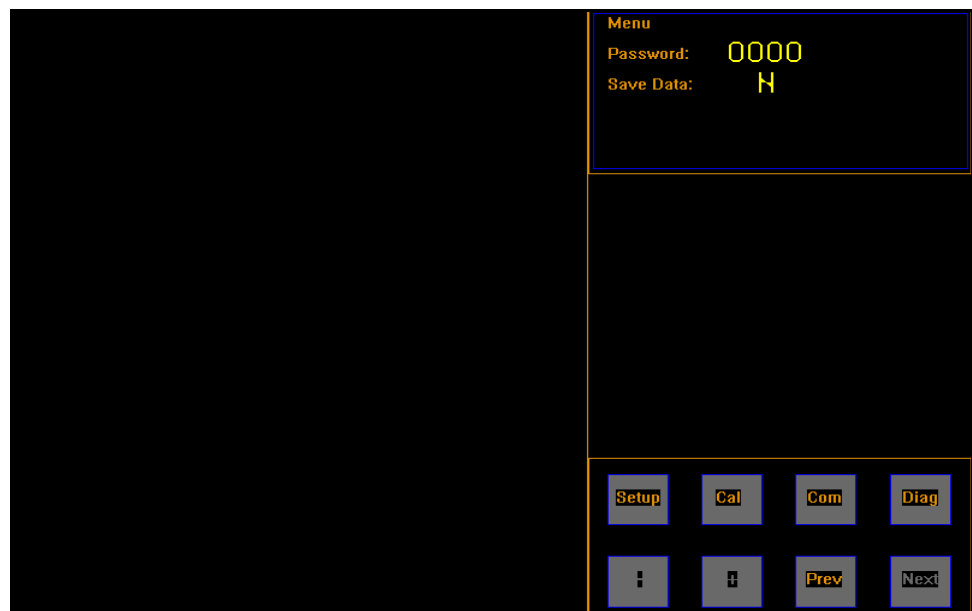 Menu
Password: 0000
Save Data: N
Setup Cal Com Diag
+ Prev Next